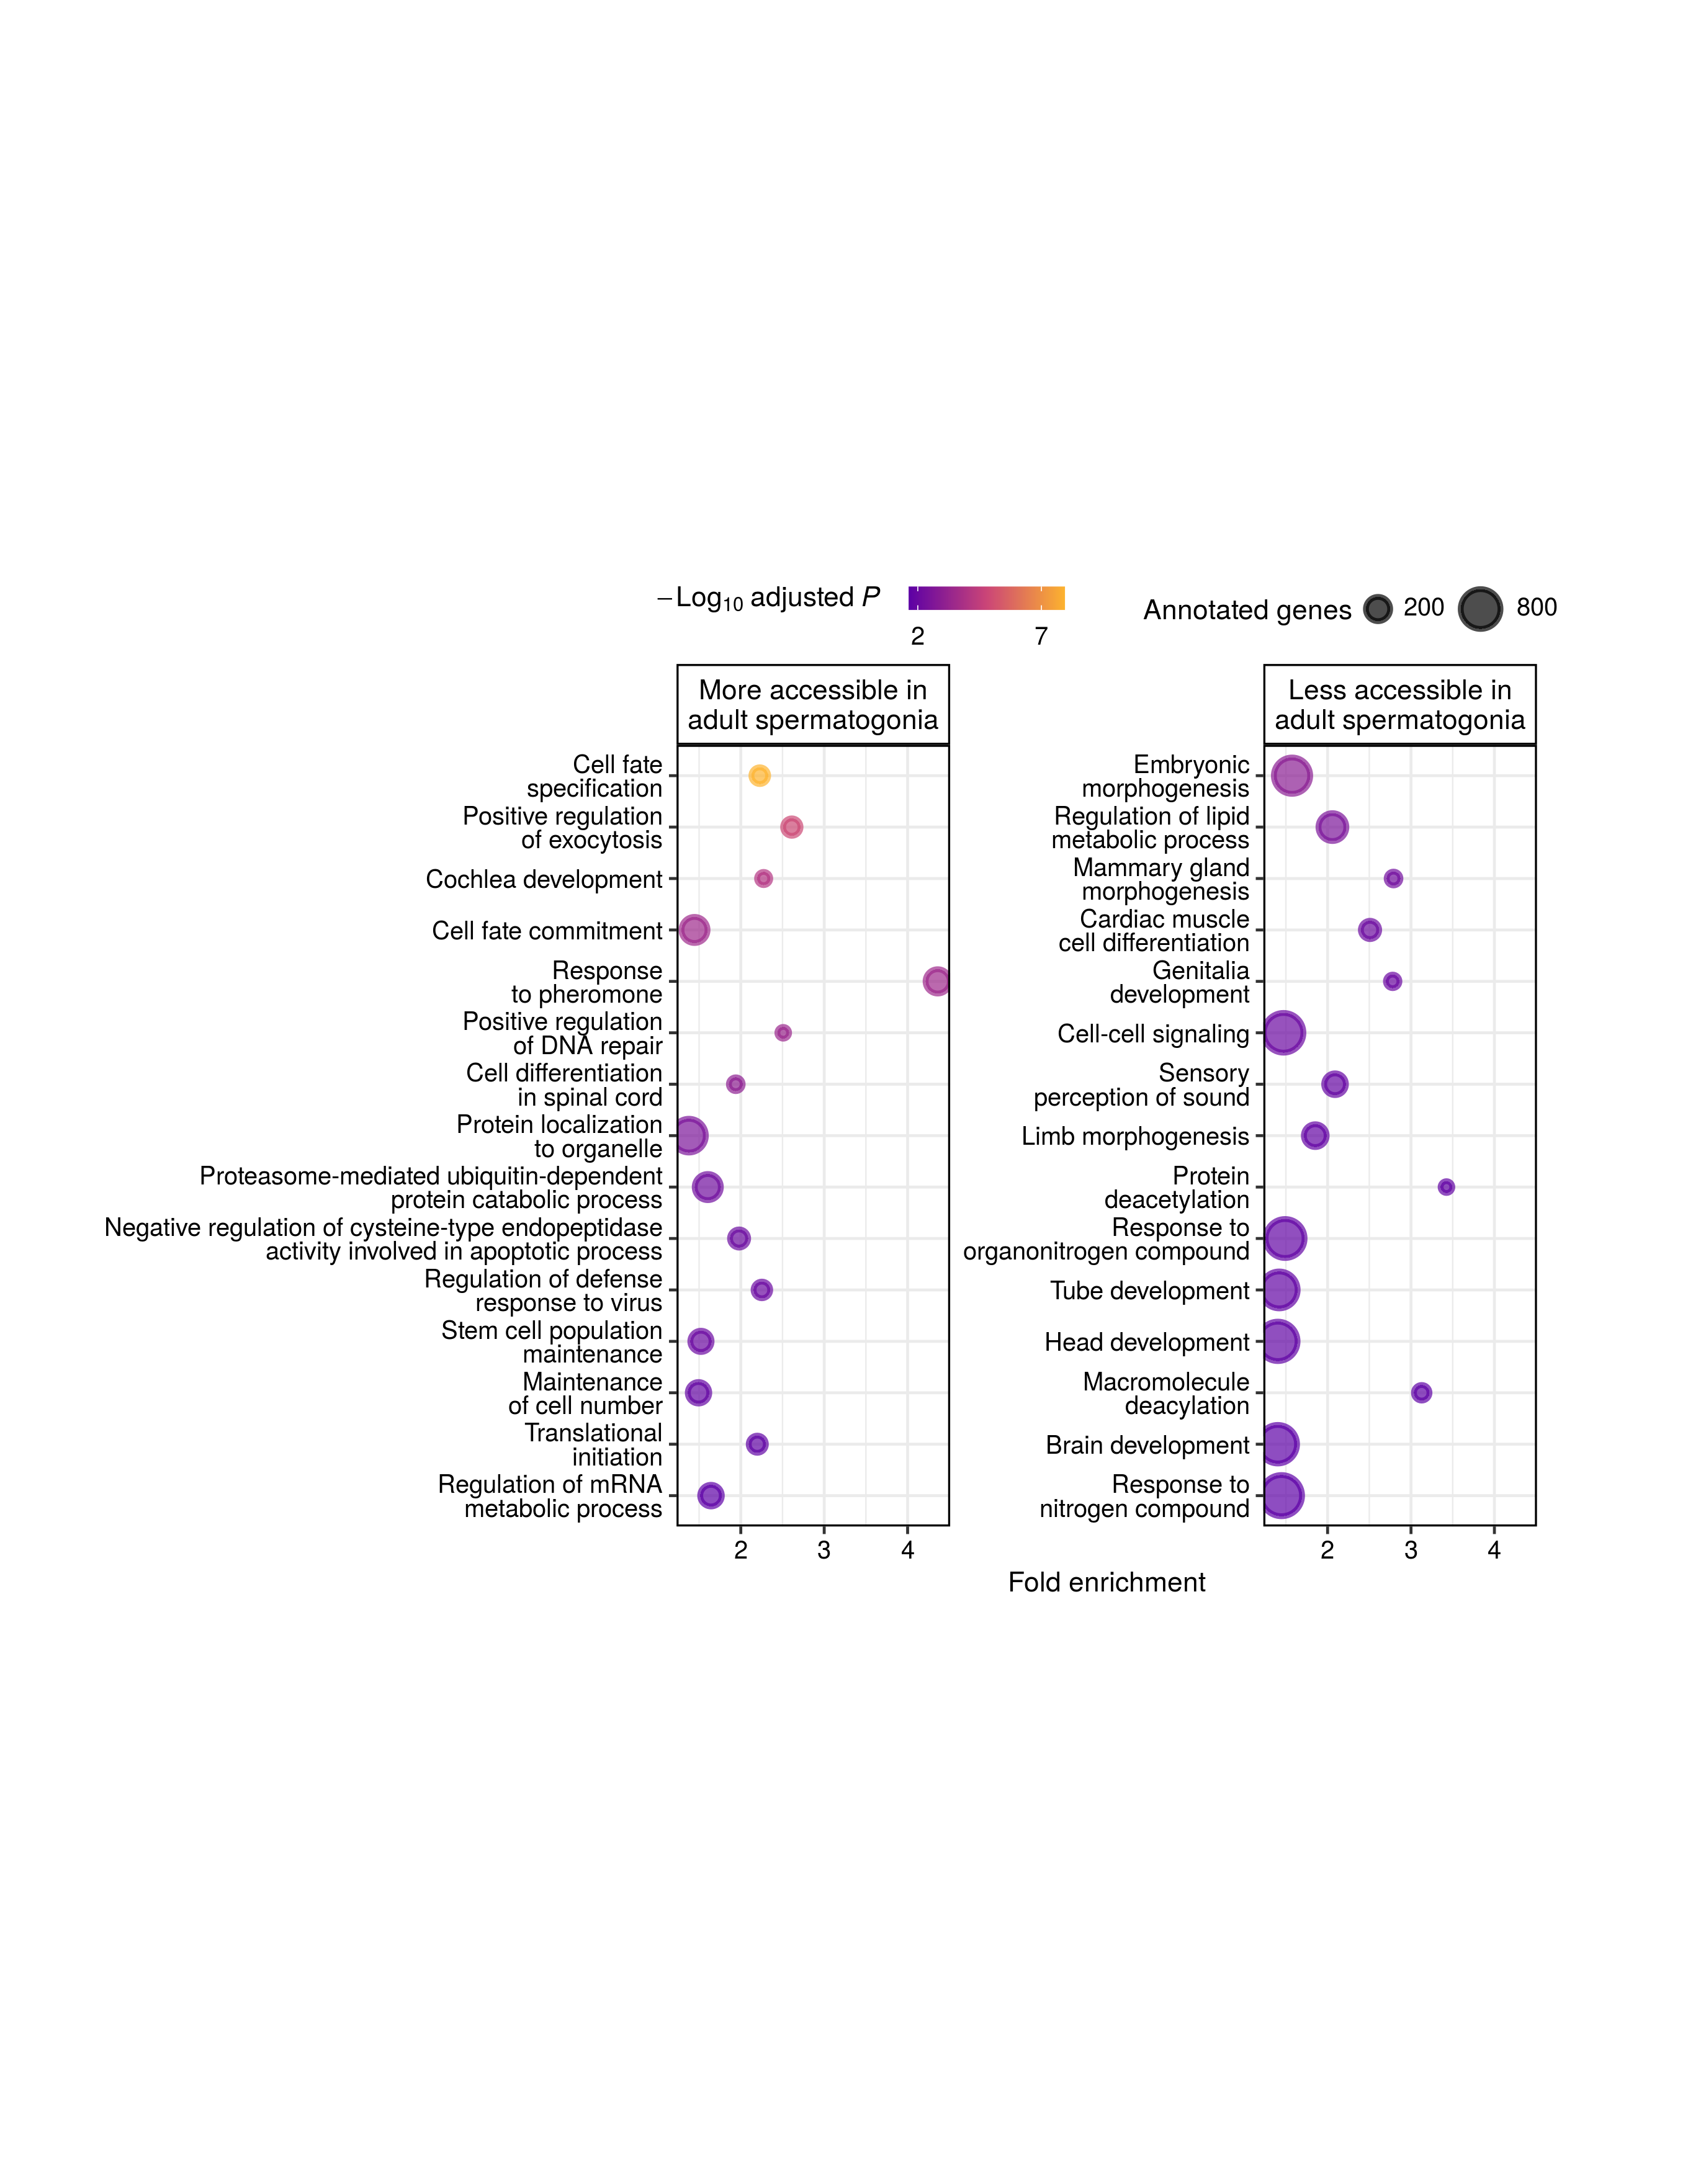 −Log10 adjusted P
2
7
Annotated genes
200
800
More accessible in
adult spermatogonia
Cell fate
specification
Positive regulation
of exocytosis
Cochlea development
Cell fate commitment
Response
to pheromone
Positive regulation
of DNA repair
Cell differentiation
in spinal cord
Protein localization
to organelle
Proteasome-mediated ubiquitin-dependent
protein catabolic process
Negative regulation of cysteine-type endopeptidase
activity involved in apoptotic process
Regulation of defense
response to virus
Stem cell population
maintenance
Maintenance
of cell number
Translational
initiation
Regulation of mRNA
metabolic process
2
3
4
Less accessible in
adult spermatogonia
Embryonic
morphogenesis
Regulation of lipid
metabolic process
Mammary gland
morphogenesis
Cardiac muscle
cell differentiation
Genitalia
development
Cell-cell signaling
Sensory
perception of sound
Limb morphogenesis
Protein
deacetylation
Response to
organonitrogen compound
Tube development
Head development
Macromolecule
deacylation
Brain development
Response to
nitrogen compound
2
3
4
Fold enrichment